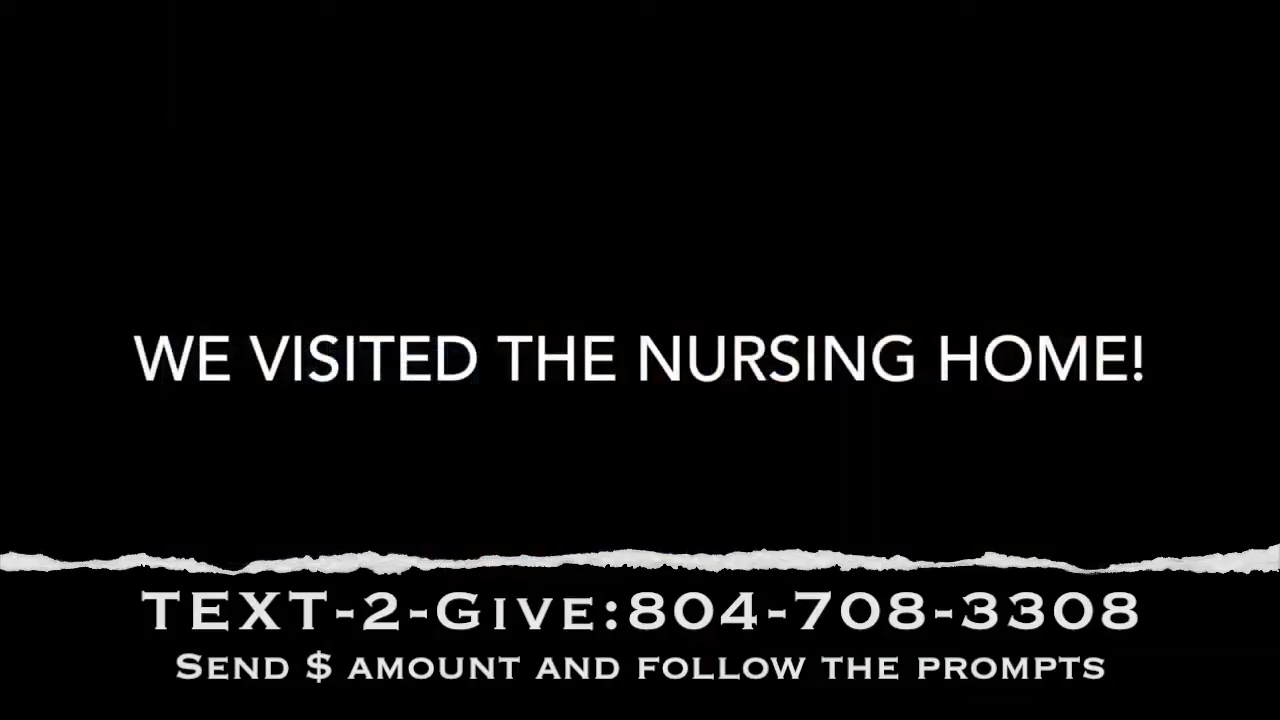 WE VISITED THE NURSING HOME!
TEXT-2-GIVE:804-708-3308
SEND $ AMOUNT AND FOLLOW THE PROMPTS